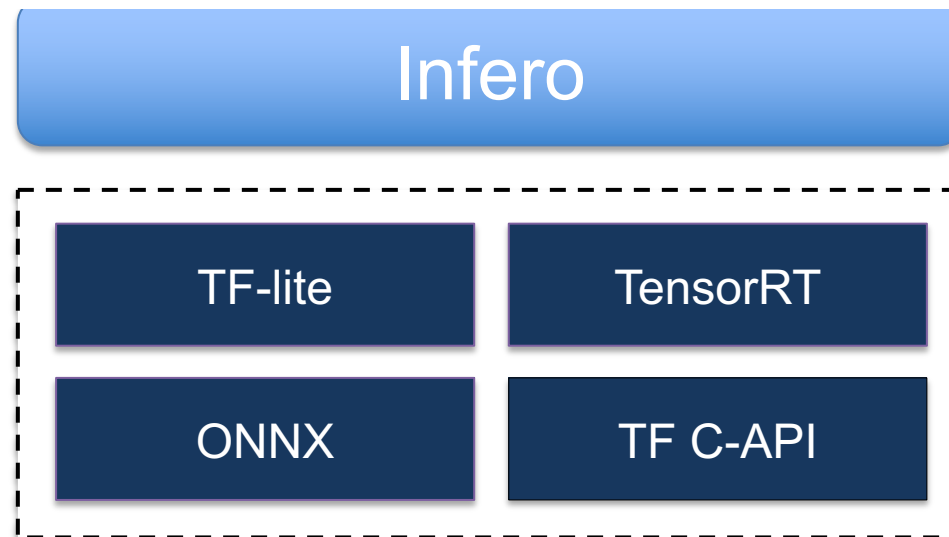 Infero
TF-lite
TensorRT
ONNX
TF C-API